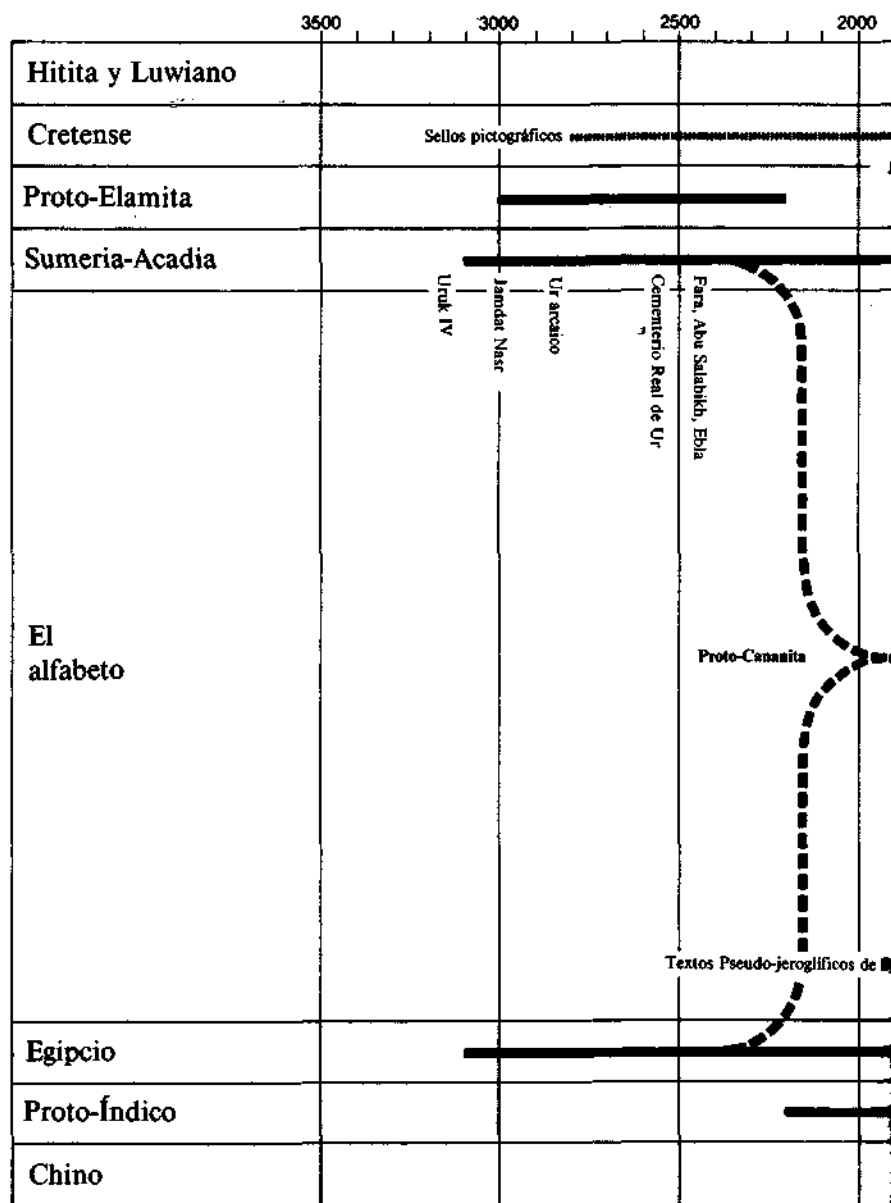 3500 3000 2500 2000
Hitita y Luwiano
Cretense
Sellos pictográficos
Proto-Elamita
Sumeria-Acadia
Uruk IV
Jamdat Nasr
Ur arcaico
Cementerio Real de Ur
"
Fara, Abu Salabikh, Ebla
El
alfabeto
Proto-Cananita
Textos Pseudo-jeroglíficos de
Egipcio
Proto-Índico
Chino